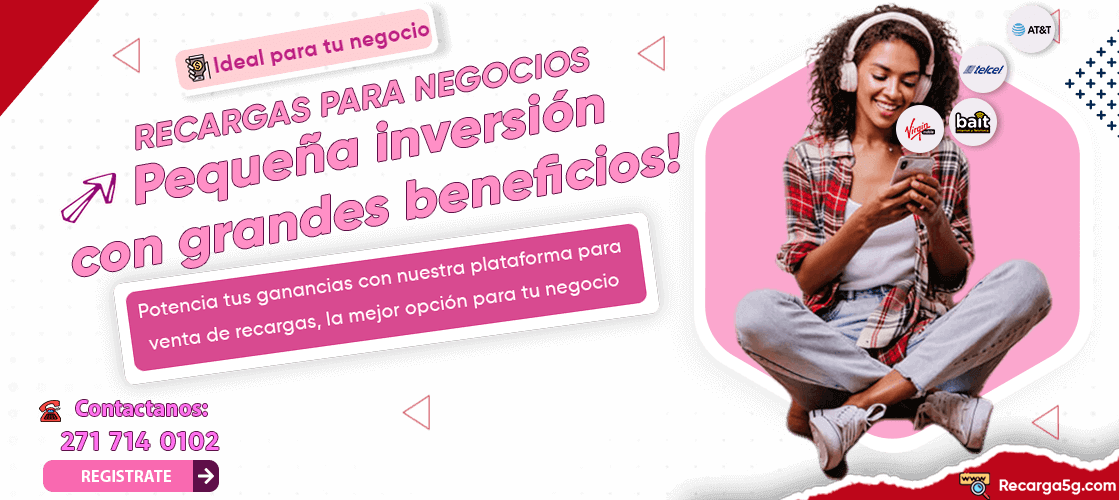 Ideal para tu negocio
RECARGAS PARA NEGOCIOS
Pequeña inversión
con grandes beneficios!
Potencia tus ganancias con nuestra plataforma para
venta de recargas, la mejor opción para tu negocio
Contactanos:
271 714 0102
REGISTRATE
AT&T
telcel
Virgin
bait
www
Recarga5g.com